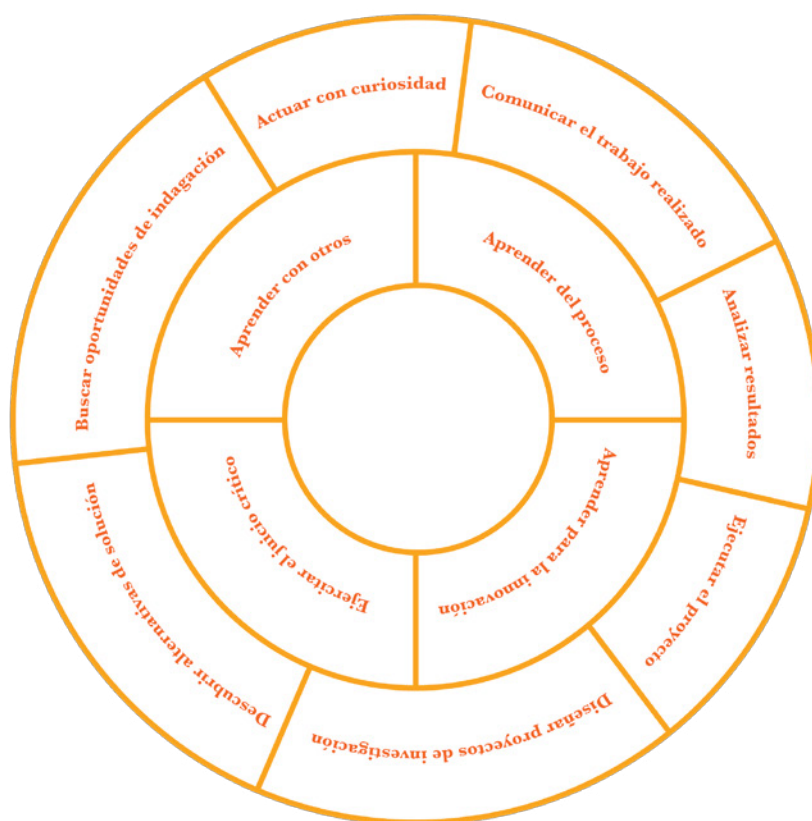 Actuar con curiosidad
Comunicar el trabajo realizado
Analizar resultados
Ejecutar el proyecto
Diseñar proyectos de investigación
Descubrir alternativas de solución
Buscar oportunidades de indagación
Aprender con otros
Aprender del proceso
Aprender para la innovación
Ejercitar el juicio crítico